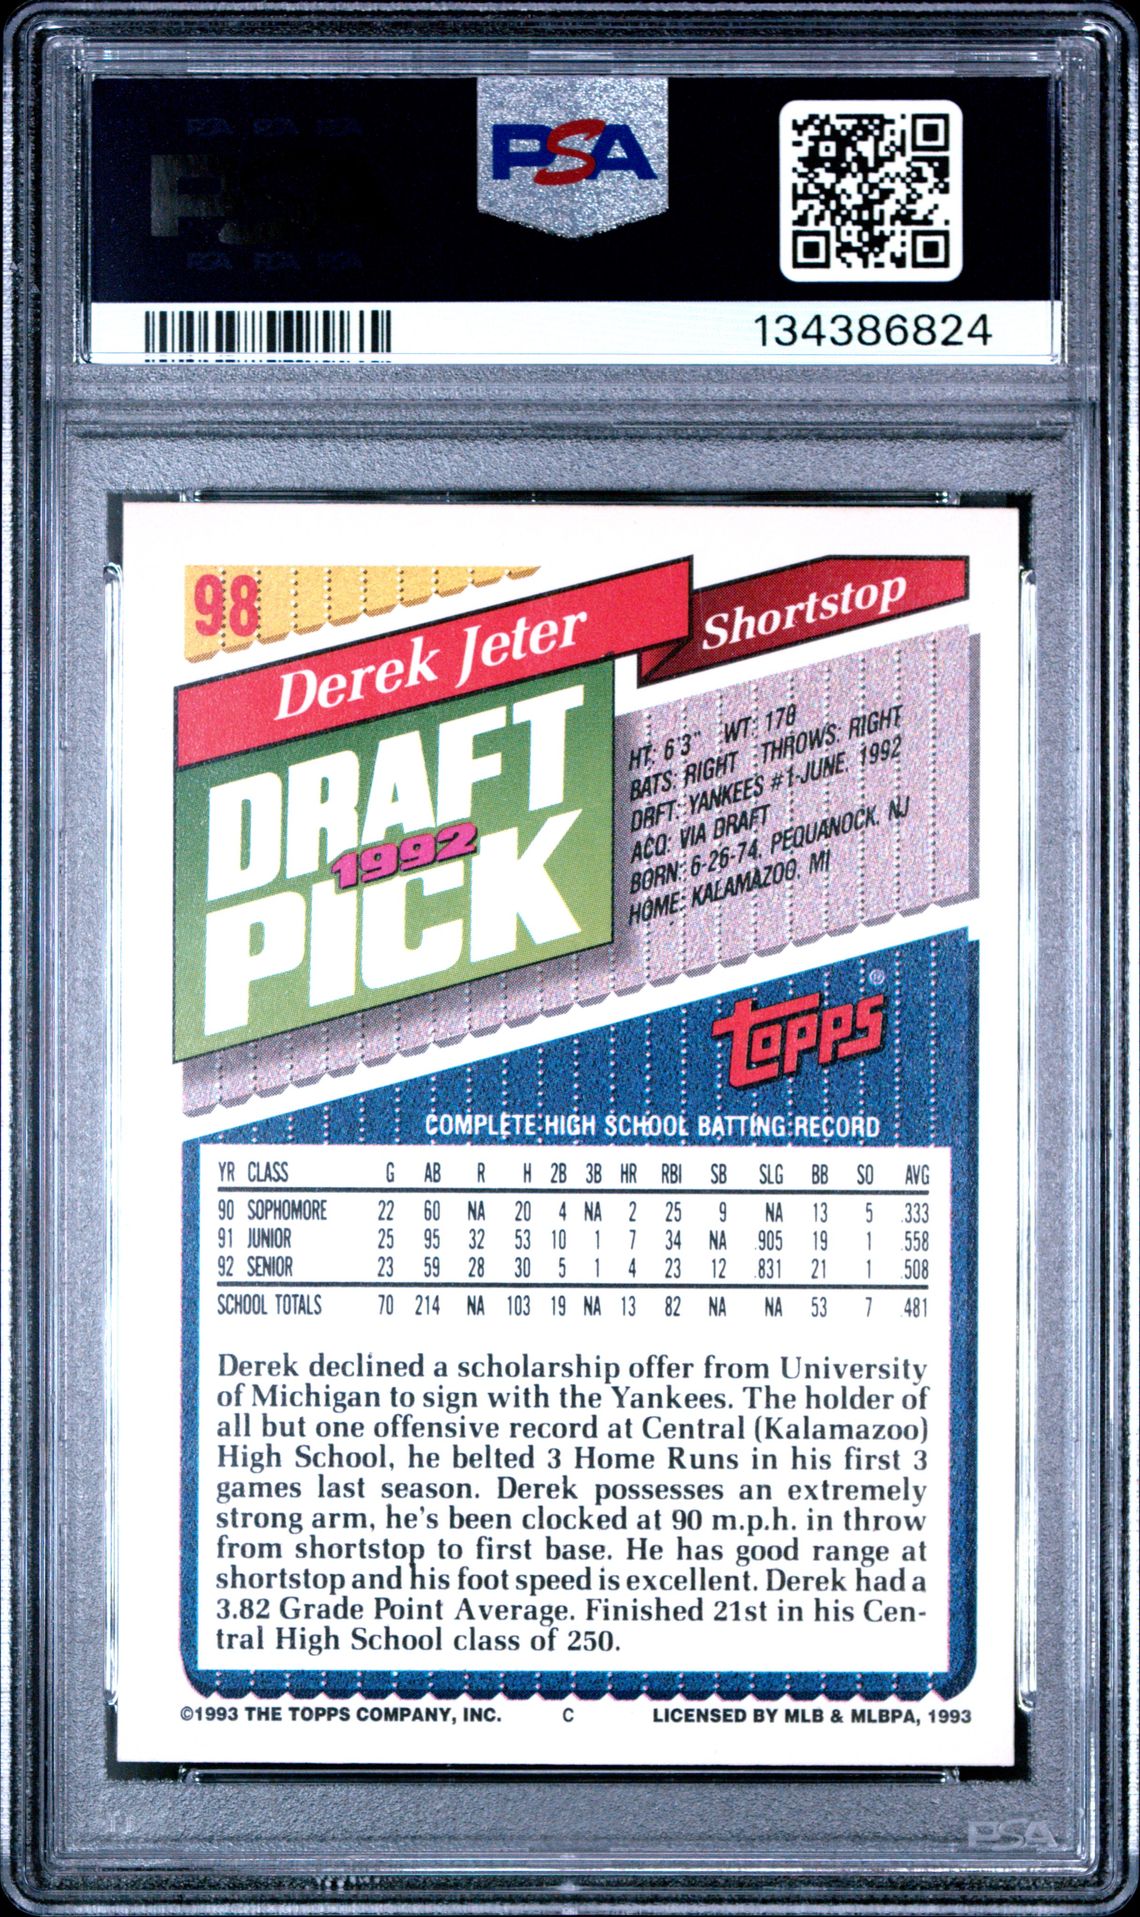 PSA
134386824
98
Derek Jeter
Shortstop
DRAFT
1992
PICK
HT: 6'3" WT: 178
BATS: RIGHT THROWS: RIGHT
DRFT: YANKEES #1-JUNE, 1992
ACQ: VIA DRAFT
BORN: 6-26-74, PEQUANOCK, NJ
HOME: KALAMAZOO, MI
topps®
COMPLETE HIGH SCHOOL BATTING RECORD
YR CLASS G AB R H 2B 3B HR RBI SB SLG BB SO AVG
90 SOPHOMORE 22 60 NA 20 4 NA 2 25 9 NA 13 5 .333
91 JUNIOR 25 95 32 53 10 1 7 34 NA .905 19 1 .558
92 SENIOR 23 59 28 30 5 1 4 23 12 .831 21 1 .508
SCHOOL TOTALS 70 214 NA 103 19 NA 13 82 NA NA 53 7 .481
Derek declined a scholarship offer from University
of Michigan to sign with the Yankees. The holder of
all but one offensive record at Central (Kalamazoo)
High School, he belted 3 Home Runs in his first 3
games last season. Derek possesses an extremely
strong arm, he's been clocked at 90 m.p.h. in throw
from shortstop to first base. He has good range at
shortstop and his foot speed is excellent. Derek had a
3.82 Grade Point Average. Finished 21st in his Cen-
tral High School class of 250.
©1993 THE TOPPS COMPANY, INC. C LICENSED BY MLB & MLBPA, 1993
PSA